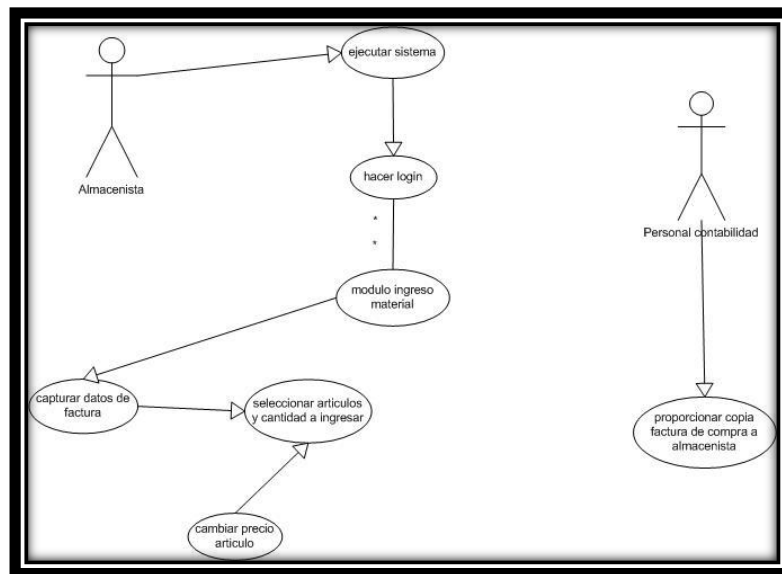 ejecutar sistema
Almacenista
hacer login
*
*
Personal contabilidad
modulo ingreso
material
capturar datos de
factura
seleccionar articulos
y cantidad a ingresar
proporcionar copia
factura de compra a
almacenista
cambiar precio
articulo